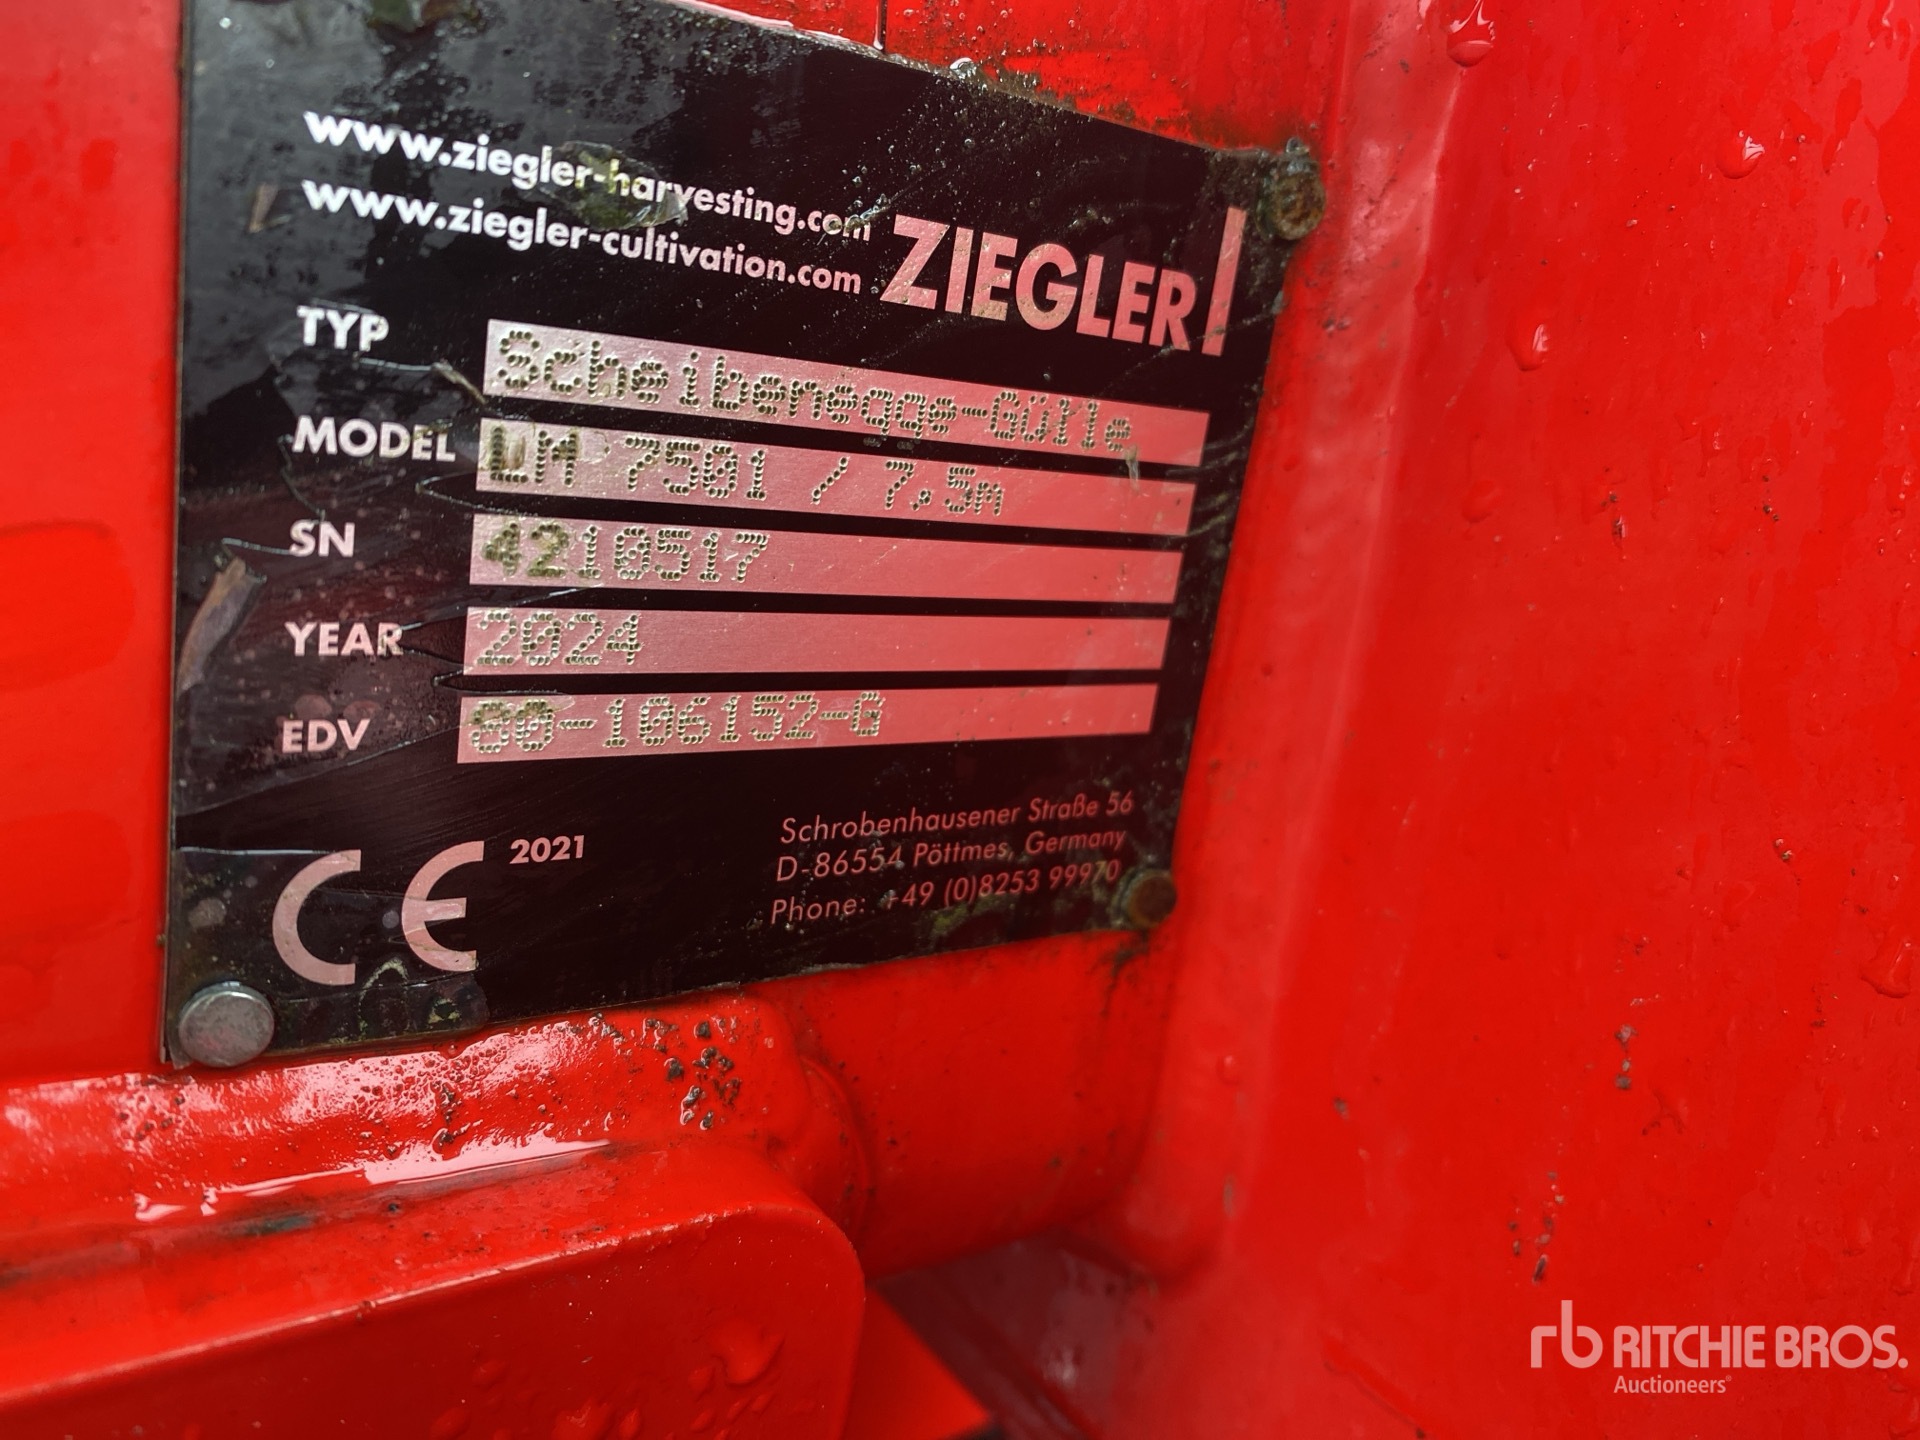 www.ziegler-harvesting.com
www.ziegler-cultivation.com
ZIEGLER
TYP Scheibenegge-Gülle
MODEL LM 7501 / 7,5m
SN 4210517
YEAR 2024
EDV 80-106152-G
CE 2021
Schrobenhausener Straße 56
D-86554 Pöttmes, Germany
Phone: +49 (0)8253 99970
rb RITCHIE BROS.
Auctioneers